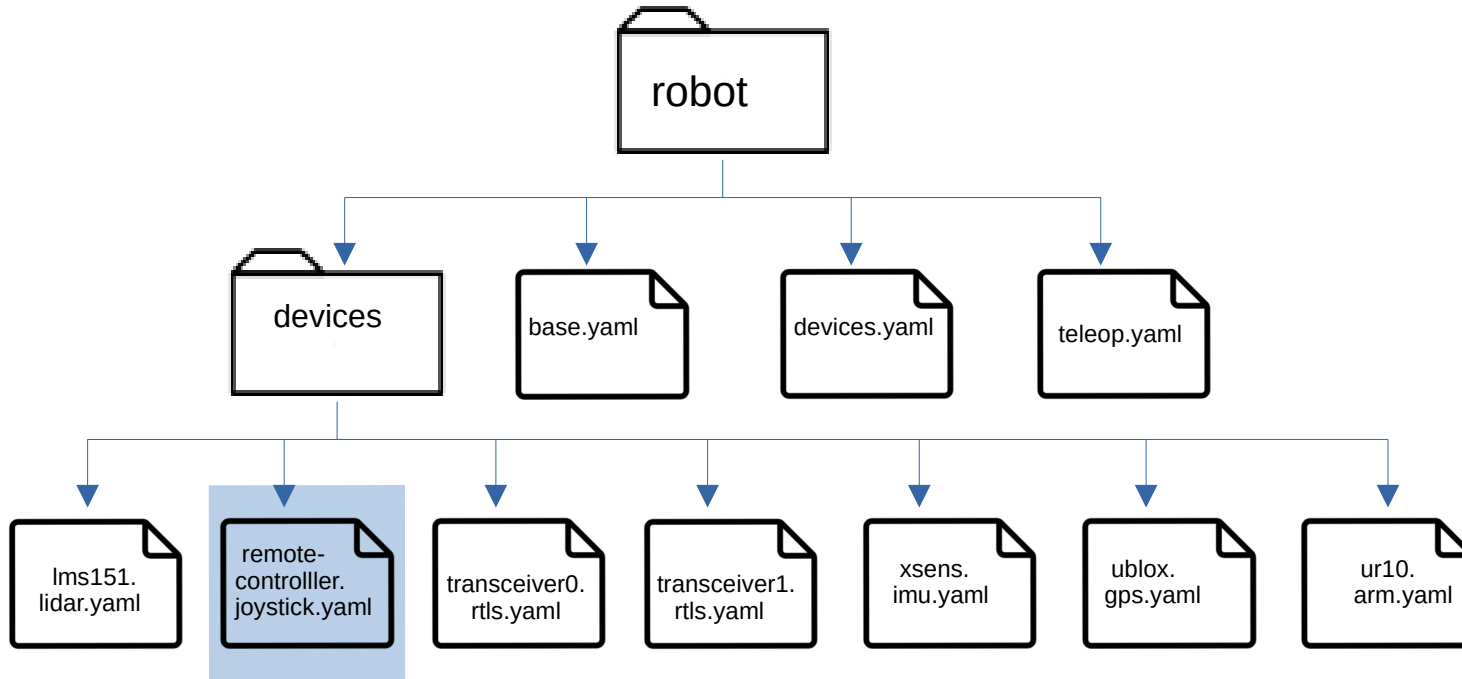 robot
devices
base.yaml
devices.yaml
teleop.yaml
lms151.
lidar.yaml
remote-
controlller.
joystick.yaml
transceiver0.
rtls.yaml
transceiver1.
rtls.yaml
xsens.
imu.yaml
ublox.
gps.yaml
ur10.
arm.yaml